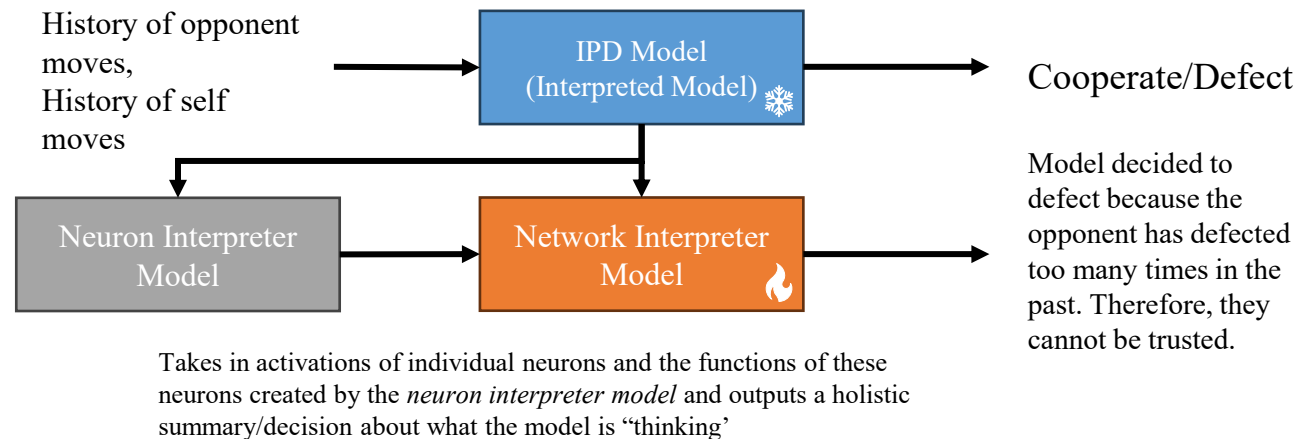 History of opponent
moves,
History of self
moves
IPD Model
(Interpreted Model)
Cooperate/Defect
Neuron Interpreter
Model
Network Interpreter
Model
Model decided to
defect because the
opponent has defected
too many times in the
past. Therefore, they
cannot be trusted.
Takes in activations of individual neurons and the functions of these
neurons created by the neuron interpreter model and outputs a holistic
summary/decision about what the model is “thinking‘